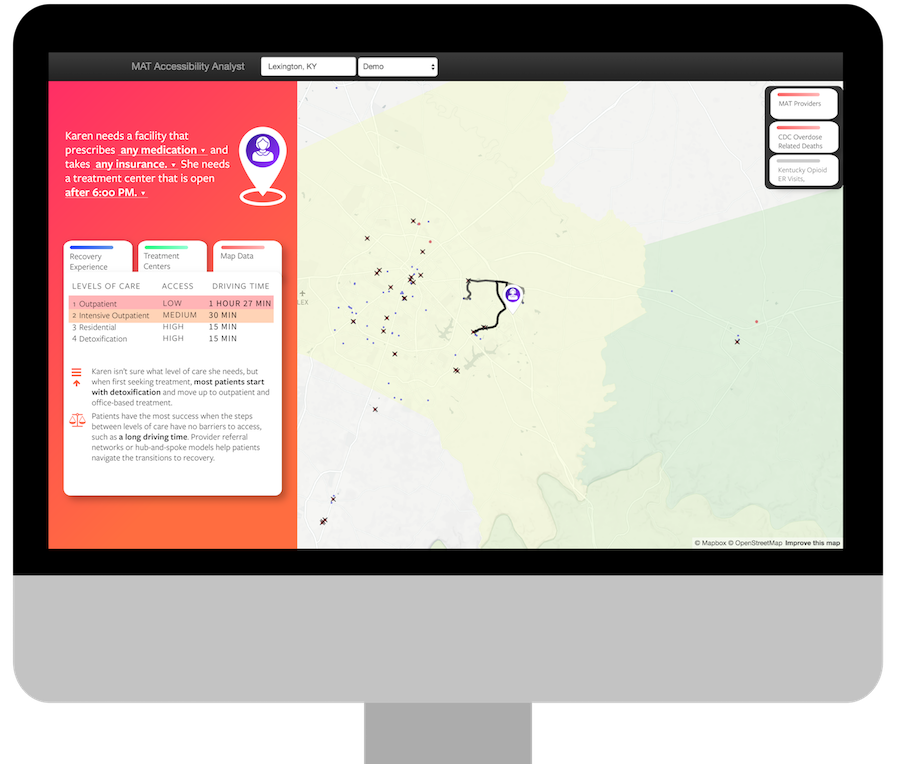 MAT Accessibility Analyst
Lexington, KY
Demo
Karen needs a facility that
prescribes any medication and
takes any insurance. She needs
a treatment center that is open
after 6:00 PM.
MAT Providers
CDC Overdose
Related Deaths
Kentucky Opioid
ER Visits,
Recovery
Experience
Treatment
Centers
Map Data
LEVELS OF CARE ACCESS DRIVING TIME
1 Outpatient LOW 1 HOUR 27 MIN
2 Intensive Outpatient MEDIUM 30 MIN
3 Residential HIGH 15 MIN
4 Detoxification HIGH 15 MIN
Karen isn't sure what level of care she needs, but
when first seeking treatment, most patients start
with detoxification and move up to outpatient and
office-based treatment.
Patients have the most success when the steps
between levels of care have no barriers to access,
such as a long driving time. Provider referral
networks or hub-and-spoke models help patients
navigate the transitions to recovery.
LEX
© Mapbox © OpenStreetMap Improve this map